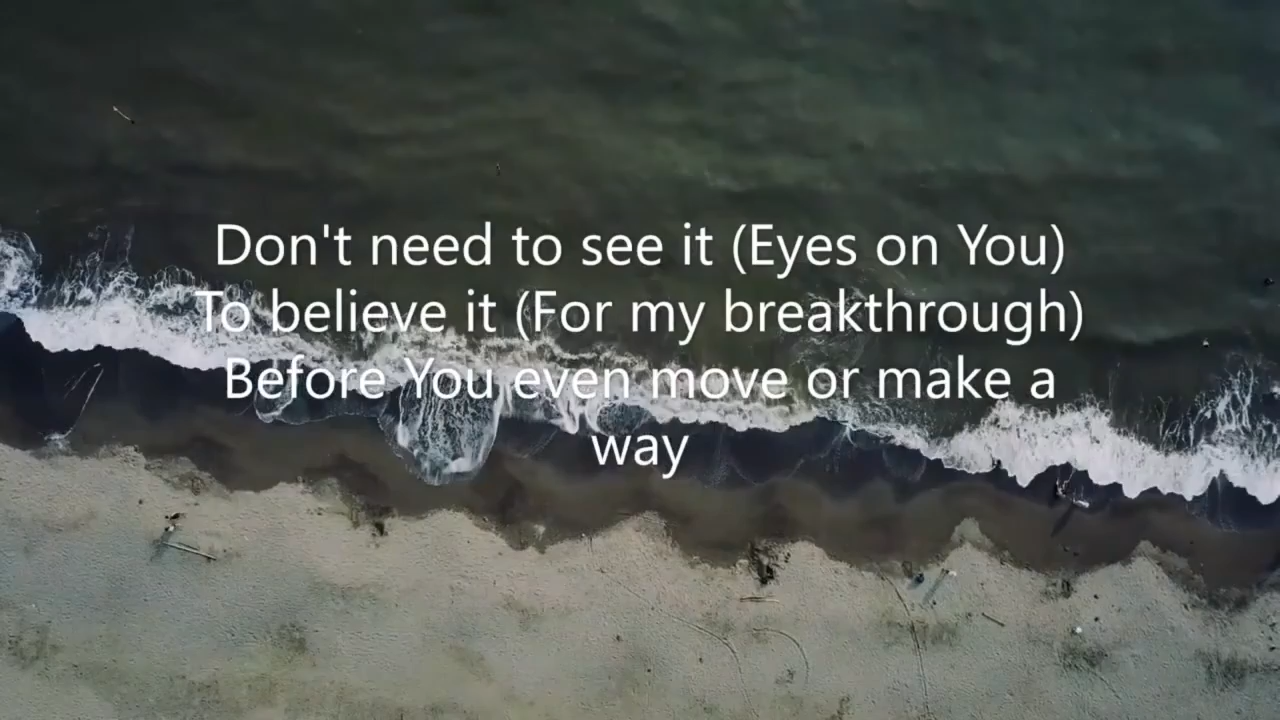 Don't need to see it (Eyes on You)
To believe it (For my breakthrough)
Before You even move or make a
way